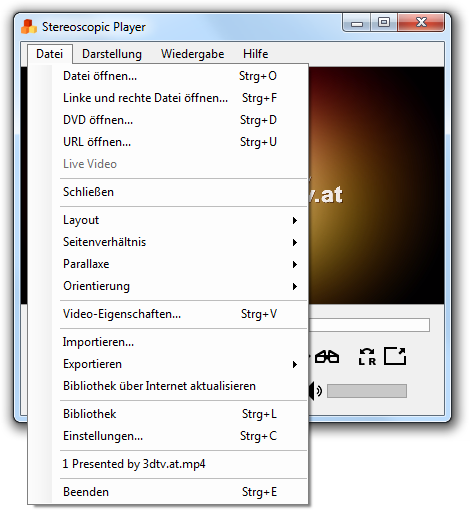 Stereoscopic Player
Datei Darstellung Wiedergabe Hilfe
Datei öffnen... Strg+O
Linke und rechte Datei öffnen... Strg+F
DVD öffnen... Strg+D
URL öffnen... Strg+U
Live Video
Schließen
Layout
Seitenverhältnis
Parallaxe
Orientierung
Video-Eigenschaften... Strg+V
Importieren...
Exportieren
Bibliothek über Internet aktualisieren
Bibliothek Strg+L
Einstellungen... Strg+C
1 Presented by 3dtv.at.mp4
Beenden Strg+E
v.at
L R